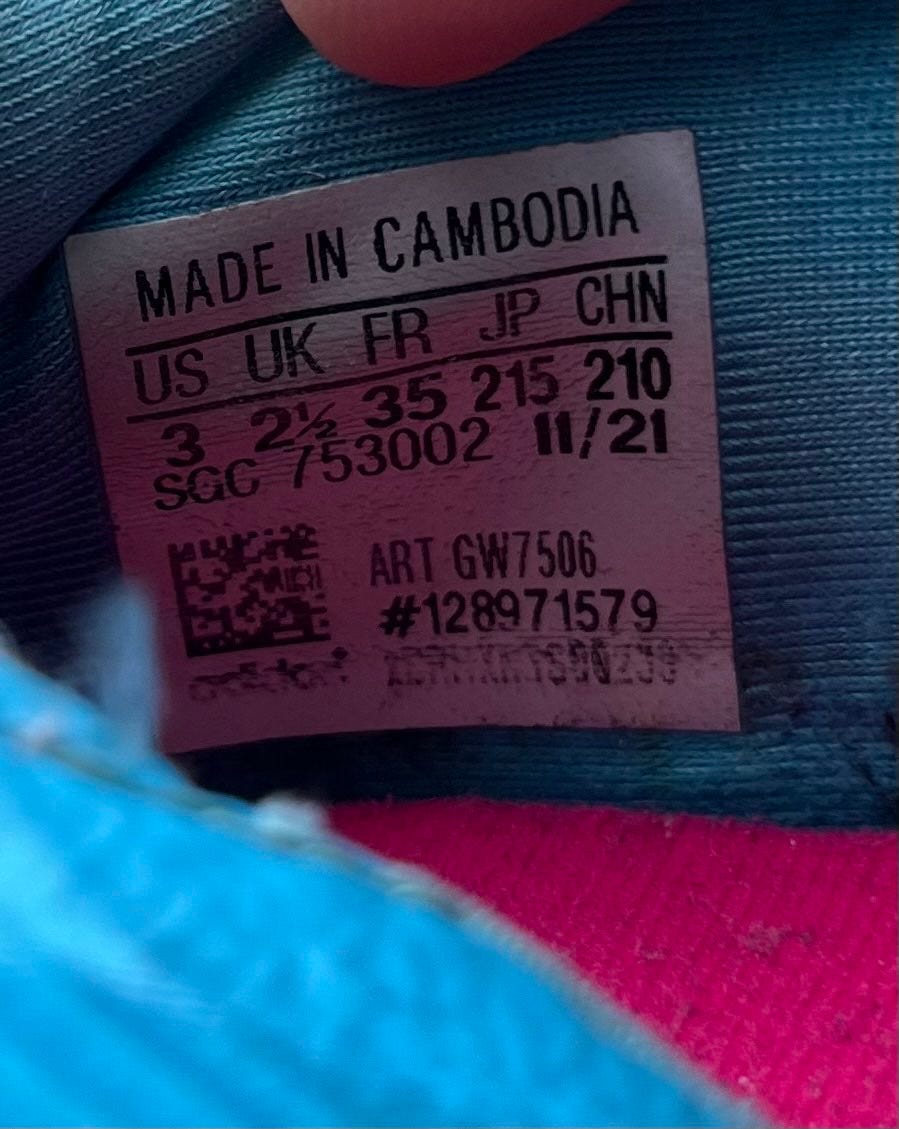 MADE IN CAMBODIA
US UK FR JP CHN
3 2½ 35 215 210
SGC 753002 11/21
ART GW7506
#128971579